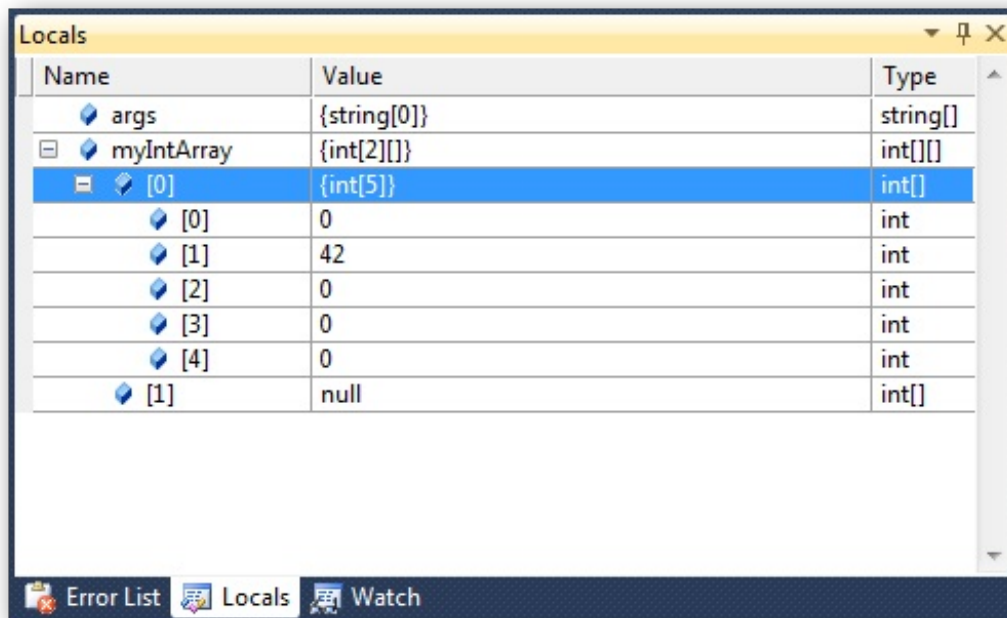 Locals
Name Value Type
args {string[0]} string[]
myIntArray {int[2][]} int[][]
[0] {int[5]} int[]
[0] 0 int
[1] 42 int
[2] 0 int
[3] 0 int
[4] 0 int
[1] null int[]
Error List Locals Watch